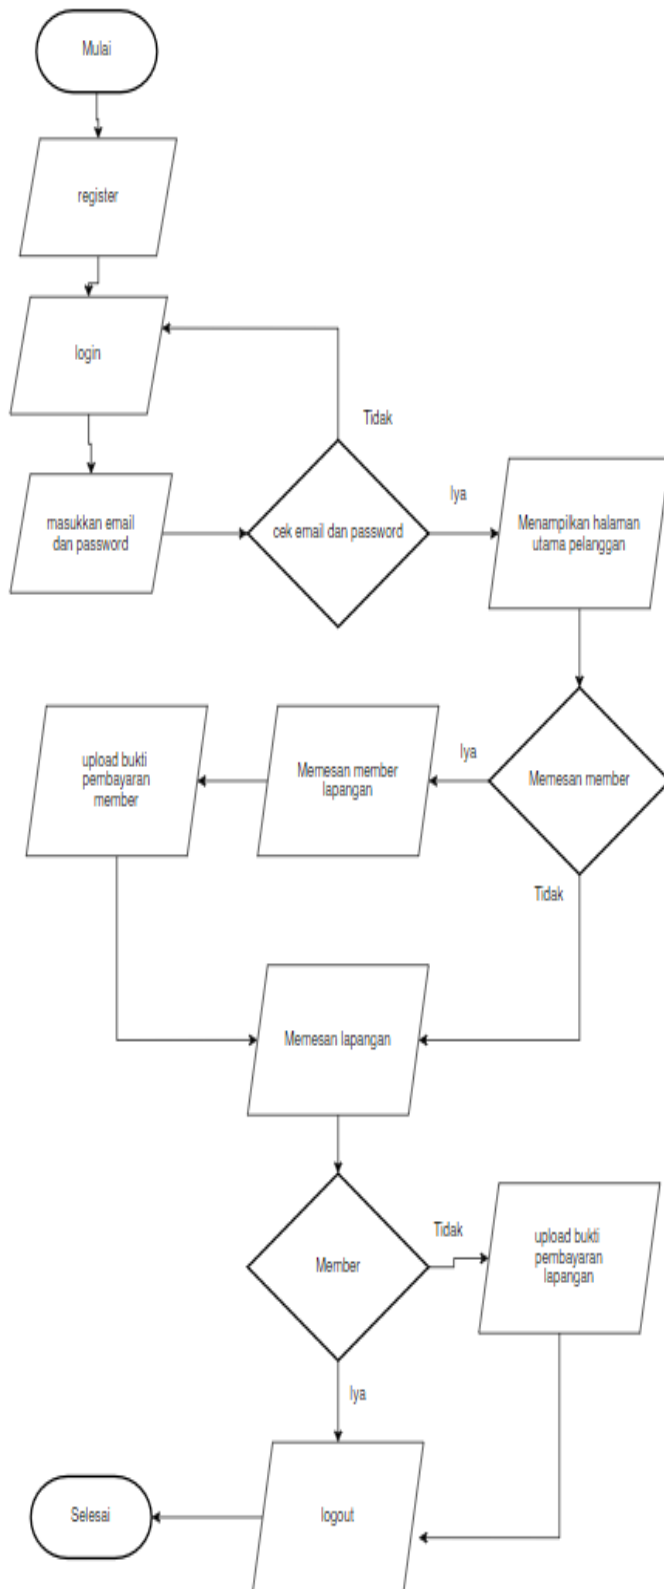 Mulai
register
login
Tidak
masukkan email
dan password
cek email dan password
Iya
Menampilkan halaman
utama pelanggan
upload bukti
pembayaran
member
Memesan member
lapangan
Iya
Memesan member
Tidak
Memesan lapangan
Member
Tidak
upload bukti
pembayaran
lapangan
Iya
Selesai
logout